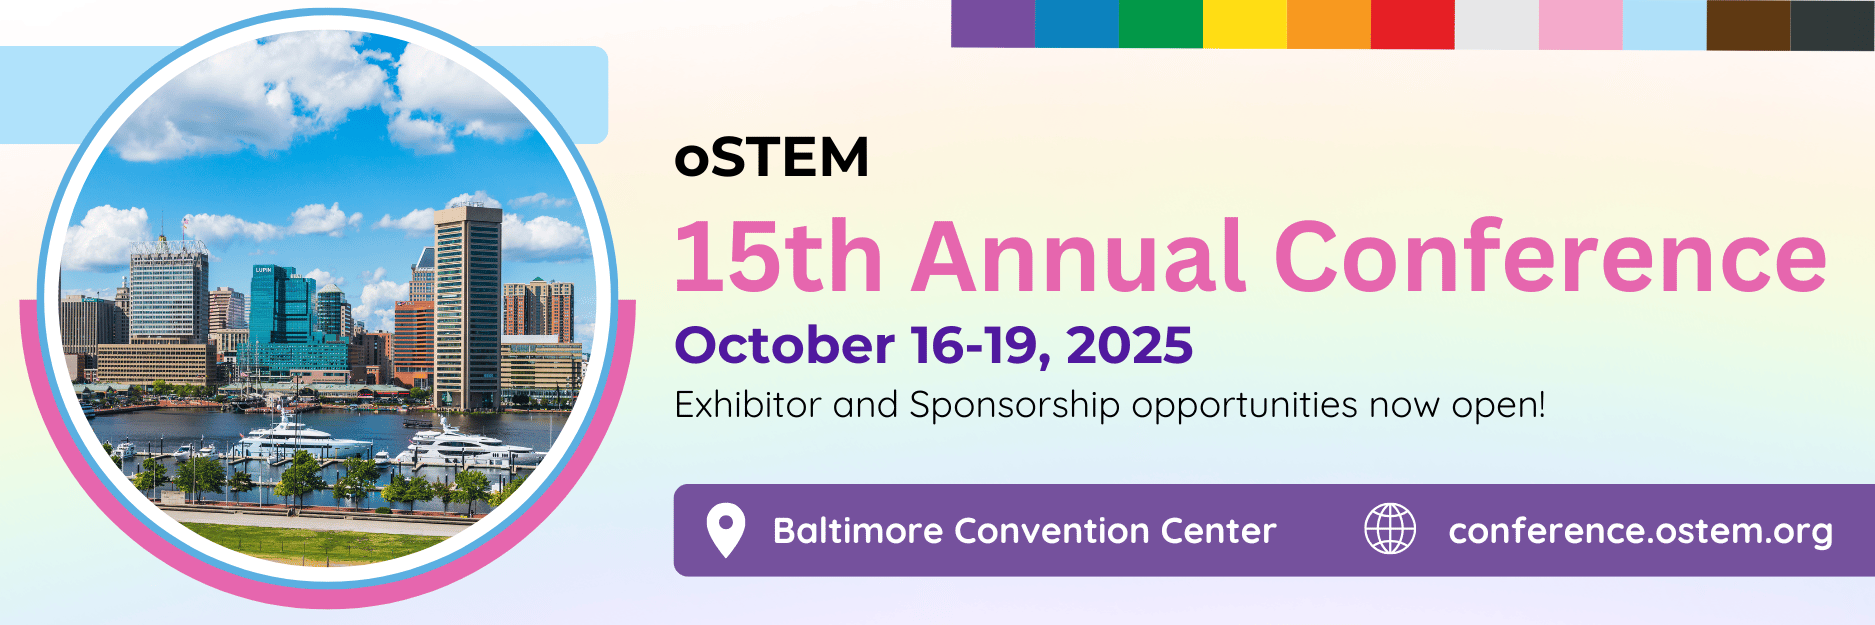 oSTEM
15th Annual Conference
October 16-19, 2025
Exhibitor and Sponsorship opportunities now open!
Baltimore Convention Center
conference.ostem.org
LUPIN